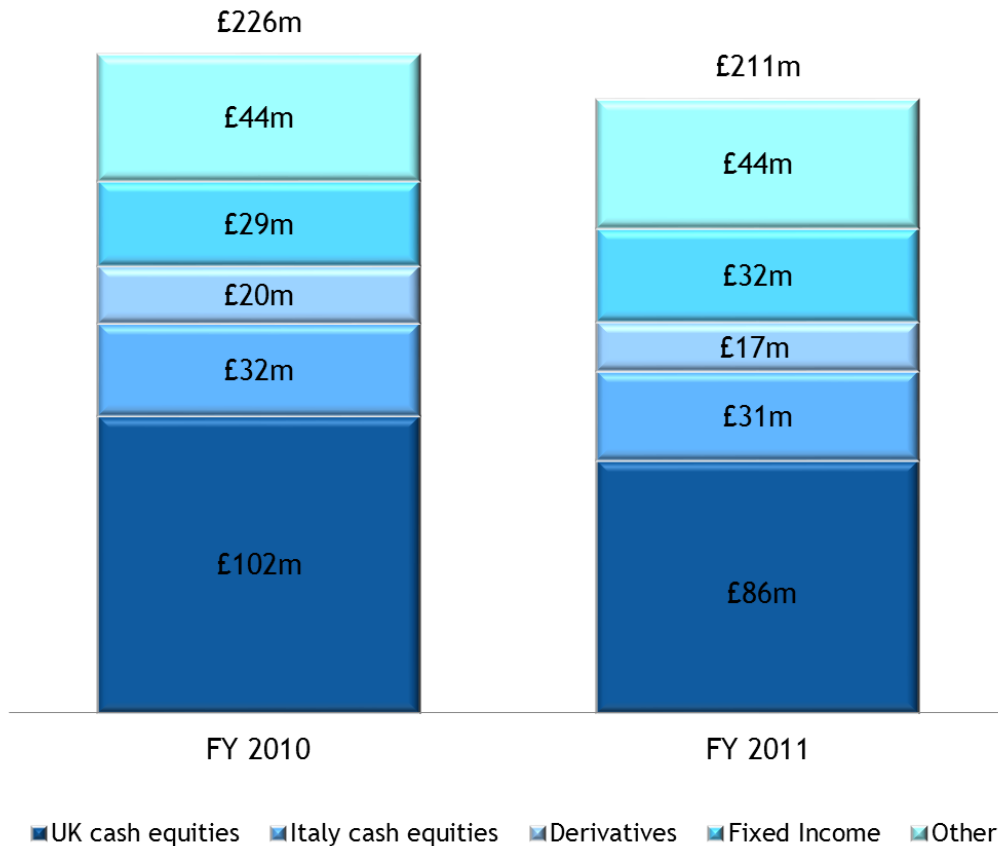 £226m
£211m
£44m
£44m
£29m
£32m
£20m
£17m
£32m
£31m
£102m
£86m
FY 2010
FY 2011
UK cash equities Italy cash equities Derivatives Fixed Income Other